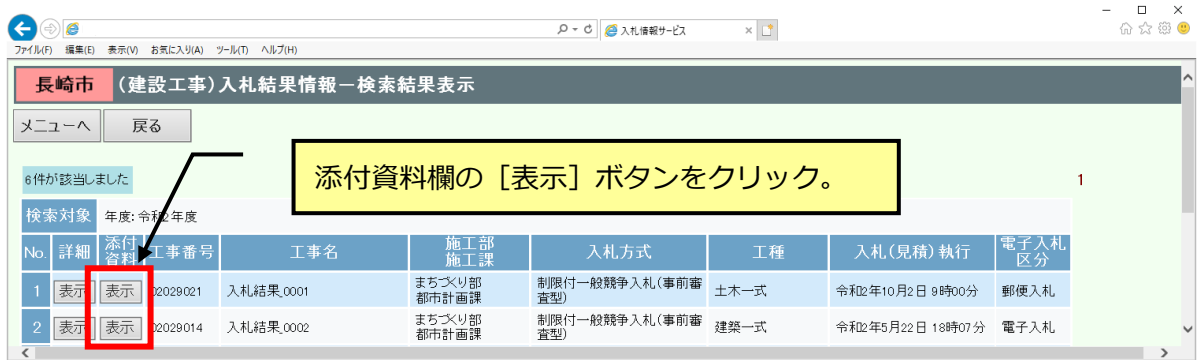 入札情報サービス
ファイル(F) 編集(E) 表示(V) お気に入り(A) ツール(T) ヘルプ(H)
長崎市 (建設工事)入札結果情報－検索結果表示
メニューへ 戻る
添付資料欄の［表示］ボタンをクリック。
6件が該当しました
1
検索対象 年度:令和2年度
No. 詳細 添付資料 工事番号 工事名 施工部施工課 入札方式 工種 入札(見積)執行 電子入札区分
1 表示 表示 02029021 入札結果_0001 まちづくり部都市計画課 制限付一般競争入札(事前審査型) 土木一式 令和2年10月2日 9時00分 郵便入札
2 表示 表示 02029014 入札結果_0002 まちづくり部都市計画課 制限付一般競争入札(事前審査型) 建築一式 令和2年5月22日 18時07分 電子入札